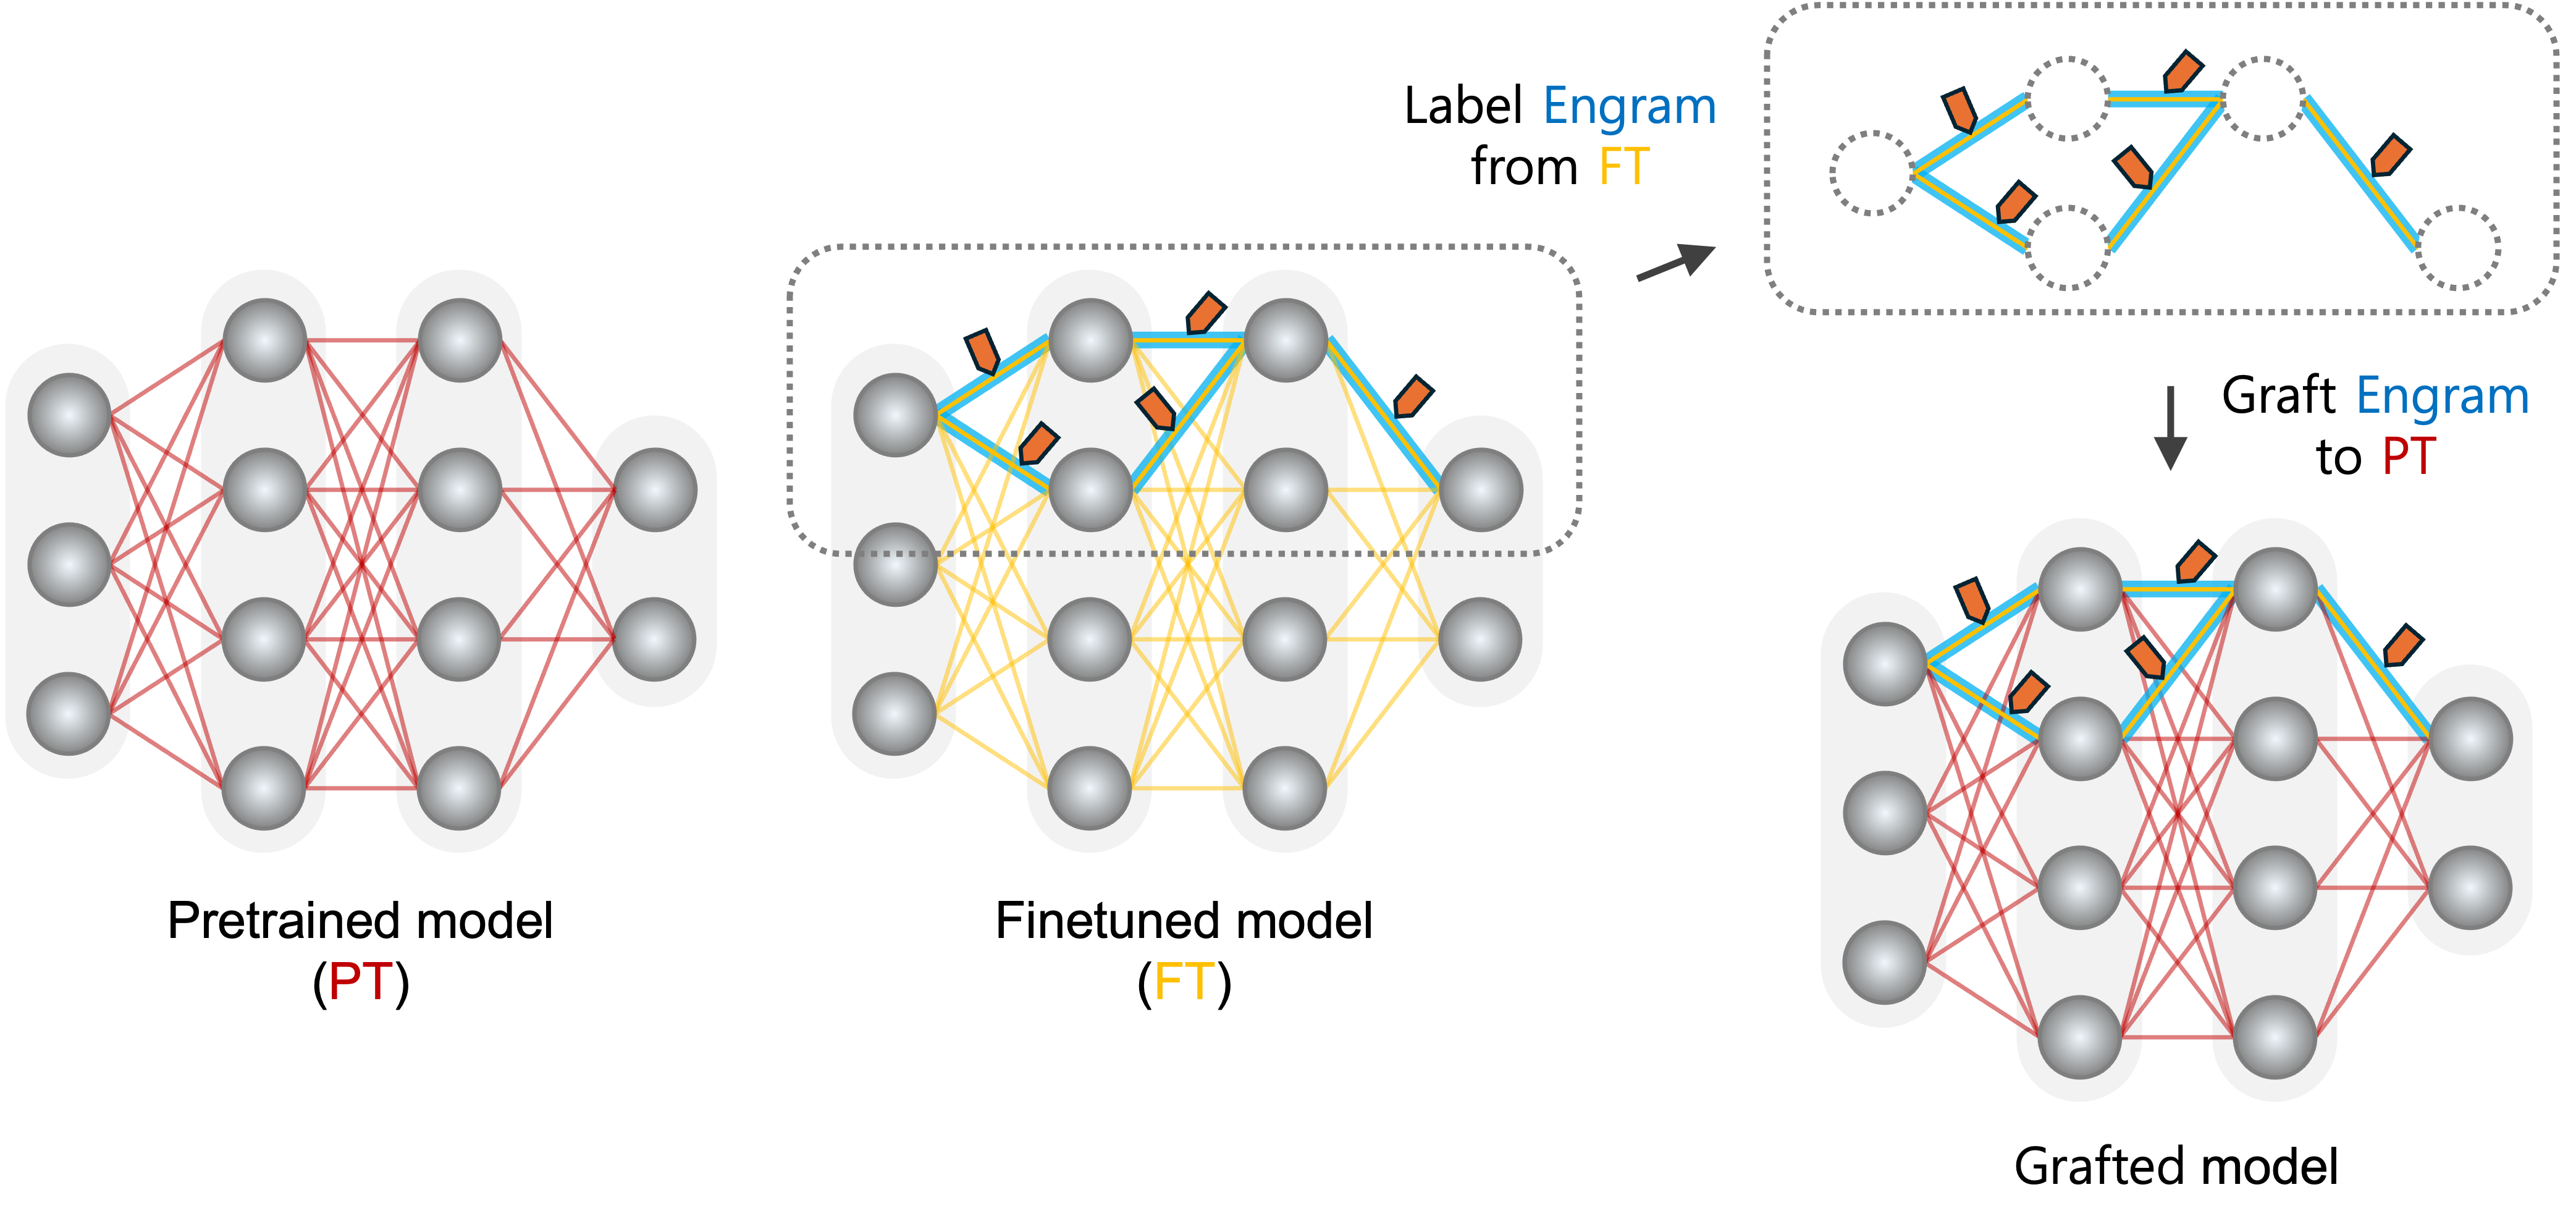 Label Engram
from FT
Graft Engram
to PT
Pretrained model
(PT)
Finetuned model
(FT)
Grafted model